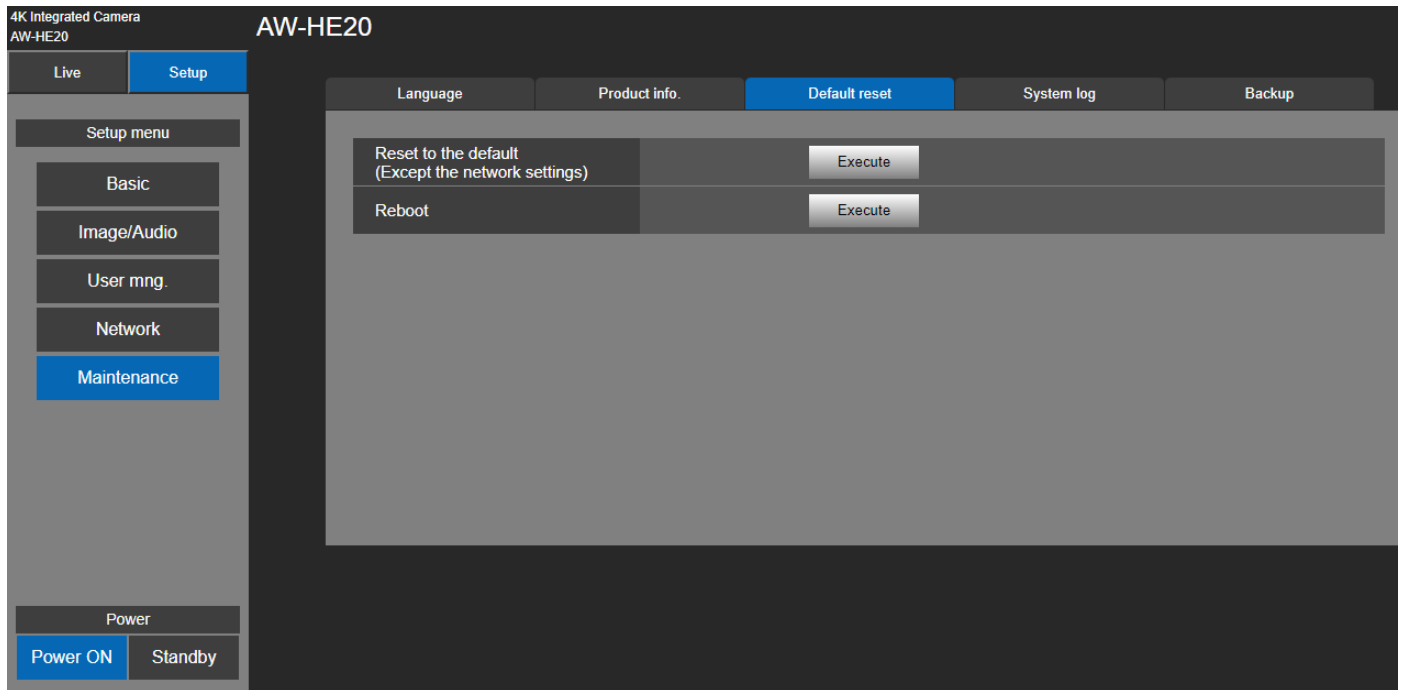 4K Integrated Camera
AW-HE20
AW-HE20
Live
Setup
Setup menu
Basic
Image/Audio
User mng.
Network
Maintenance
Power
Power ON
Standby
Language
Product info.
Default reset
System log
Backup
Reset to the default
(Except the network settings)
Execute
Reboot
Execute